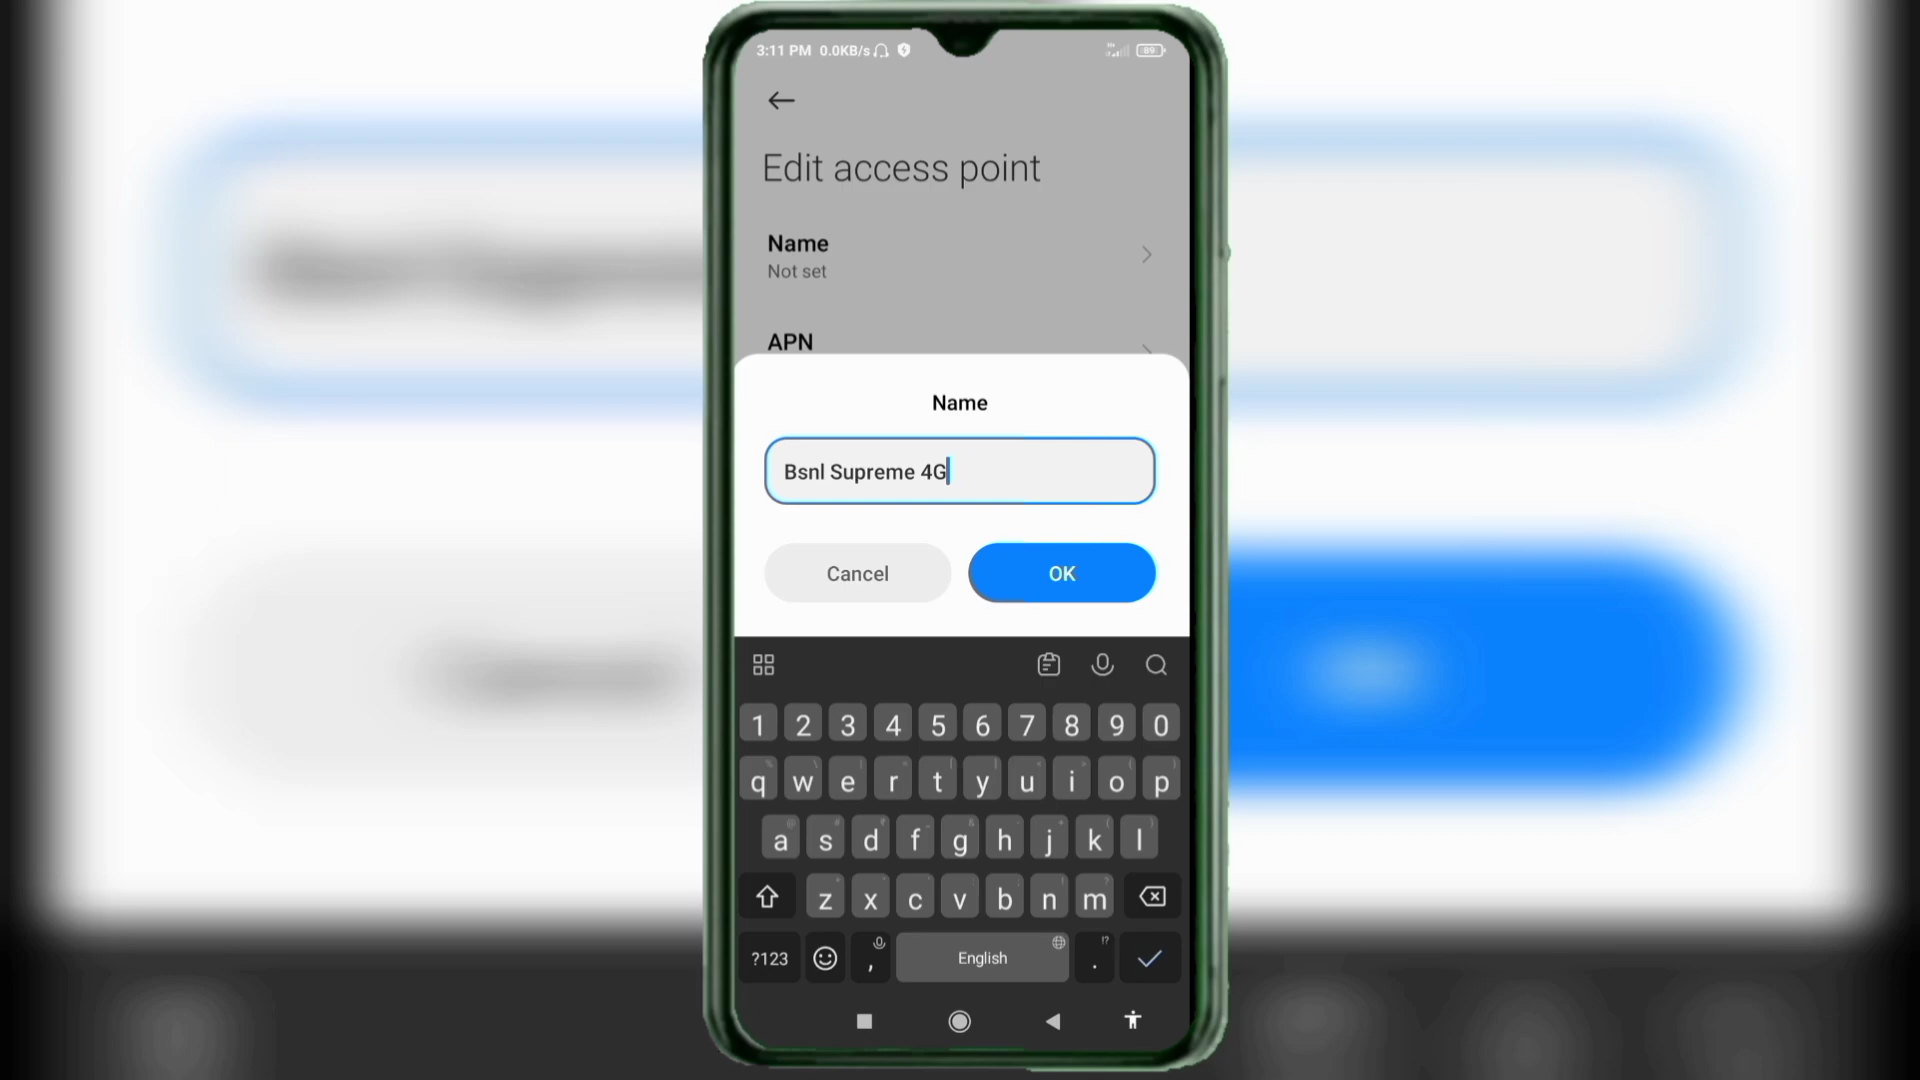 3:11 PM 0.0KB/s 89
Edit access point
Name
Not set
APN
Name
Bsnl Supreme 4G
Cancel OK
1 2 3 4 5 6 7 8 9 0
q w e r t y u i o p
a s d f g h j k l
z x c v b n m
?123 , English . !?